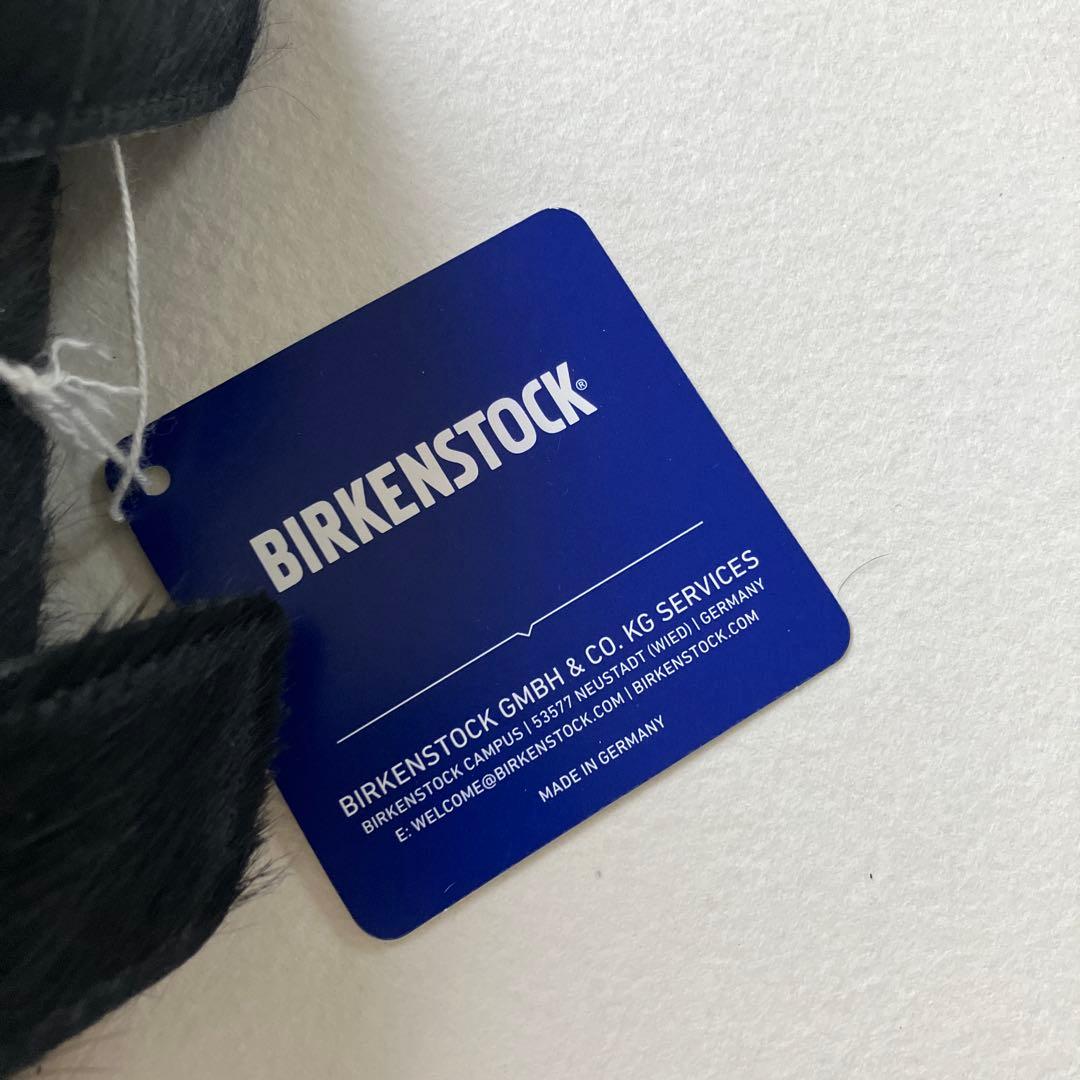 BIRKENSTOCK®
BIRKENSTOCK GMBH & CO. KG SERVICES
BIRKENSTOCK CAMPUS | 53577 NEUSTADT (WIED) | GERMANY
E: WELCOME@BIRKENSTOCK.COM | BIRKENSTOCK.COM
MADE IN GERMANY